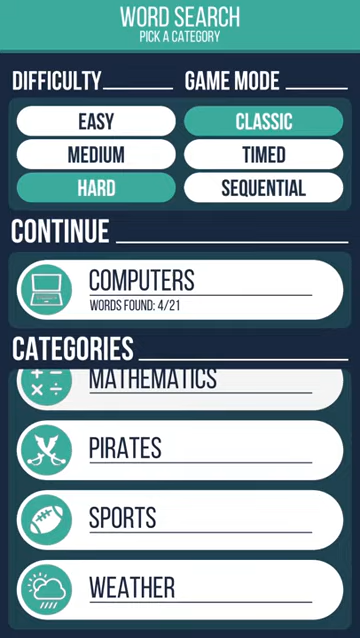 WORD SEARCH
PICK A CATEGORY
DIFFICULTY
GAME MODE
EASY
CLASSIC
MEDIUM
TIMED
HARD
SEQUENTIAL
CONTINUE
COMPUTERS
WORDS FOUND: 4/21
CATEGORIES
MATHEMATICS
PIRATES
SPORTS
WEATHER